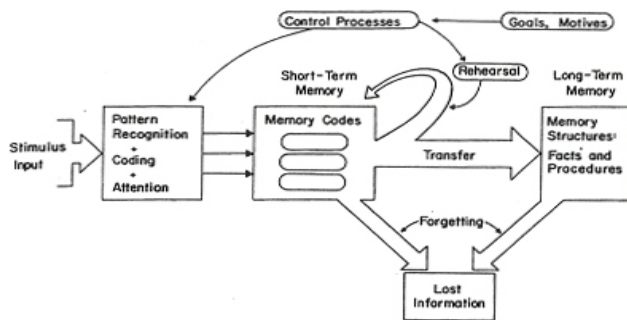 Control Processes
Goals, Motives
Short-Term
Memory
Rehearsal
Long-Term
Memory
Stimulus
Input
Pattern
Recognition
+
Coding
+
Attention
Memory Codes
Transfer
Memory
Structures:
Facts and
Procedures
Forgetting
Lost
Information